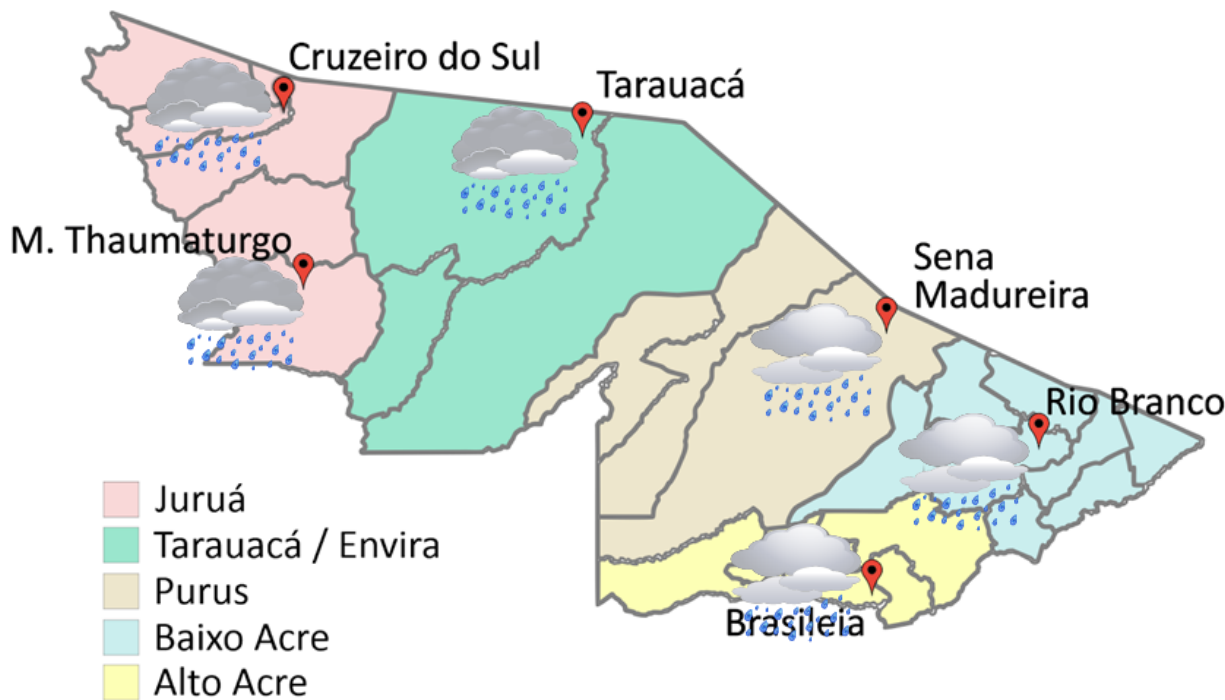 Cruzeiro do Sul
Tarauacá
M. Thaumaturgo
Sena
Madureira
Rio Branco
Brasileia
Juruá
Tarauacá / Envira
Purus
Baixo Acre
Alto Acre